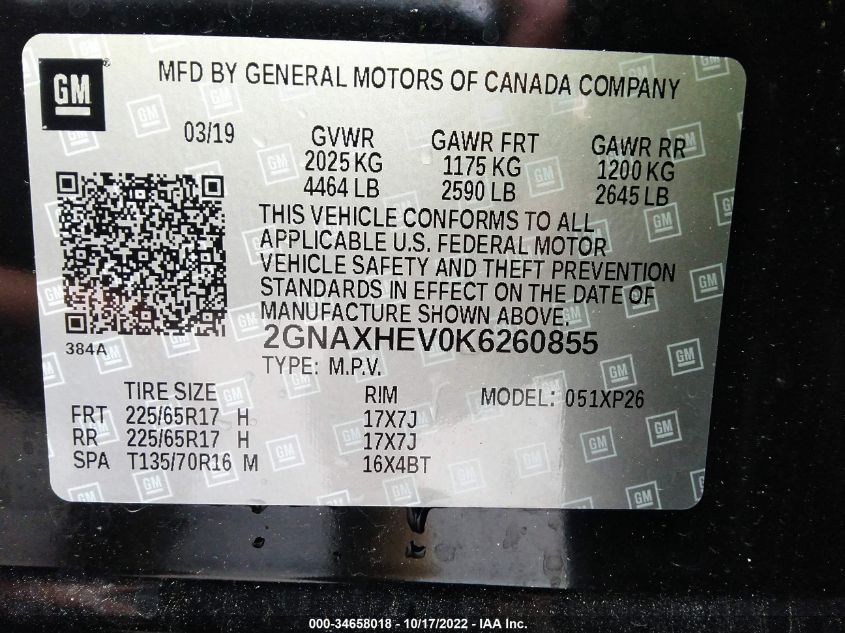 GM MFD BY GENERAL MOTORS OF CANADA COMPANY
03/19 GVWR GAWR FRT GAWR RR
2025 KG 1175 KG 1200 KG
4464 LB 2590 LB 2645 LB
THIS VEHICLE CONFORMS TO ALL
APPLICABLE U.S. FEDERAL MOTOR
VEHICLE SAFETY AND THEFT PREVENTION
STANDARDS IN EFFECT ON THE DATE OF
MANUFACTURE SHOWN ABOVE.
2GNAXHEV0K6260855
384A
TYPE: M.P.V.
TIRE SIZE RIM MODEL: 051XP26
FRT 225/65R17 H 17X7J
RR 225/65R17 H 17X7J
SPA T135/70R16 M 16X4BT
000-34658018 - 10/17/2022 - IAA Inc.